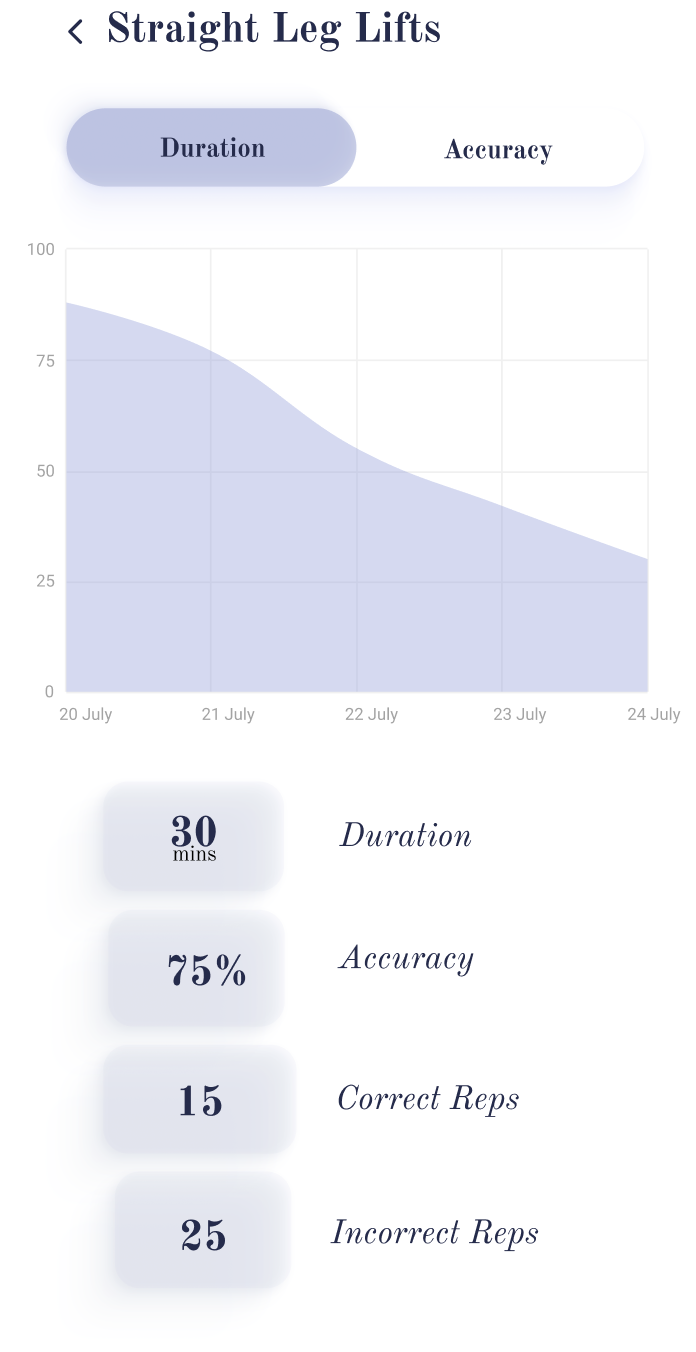 Straight Leg Lifts
Duration Accuracy
100
75
50
25
0
20 July 21 July 22 July 23 July 24 July
30
mins
Duration
75%
Accuracy
15
Correct Reps
25
Incorrect Reps